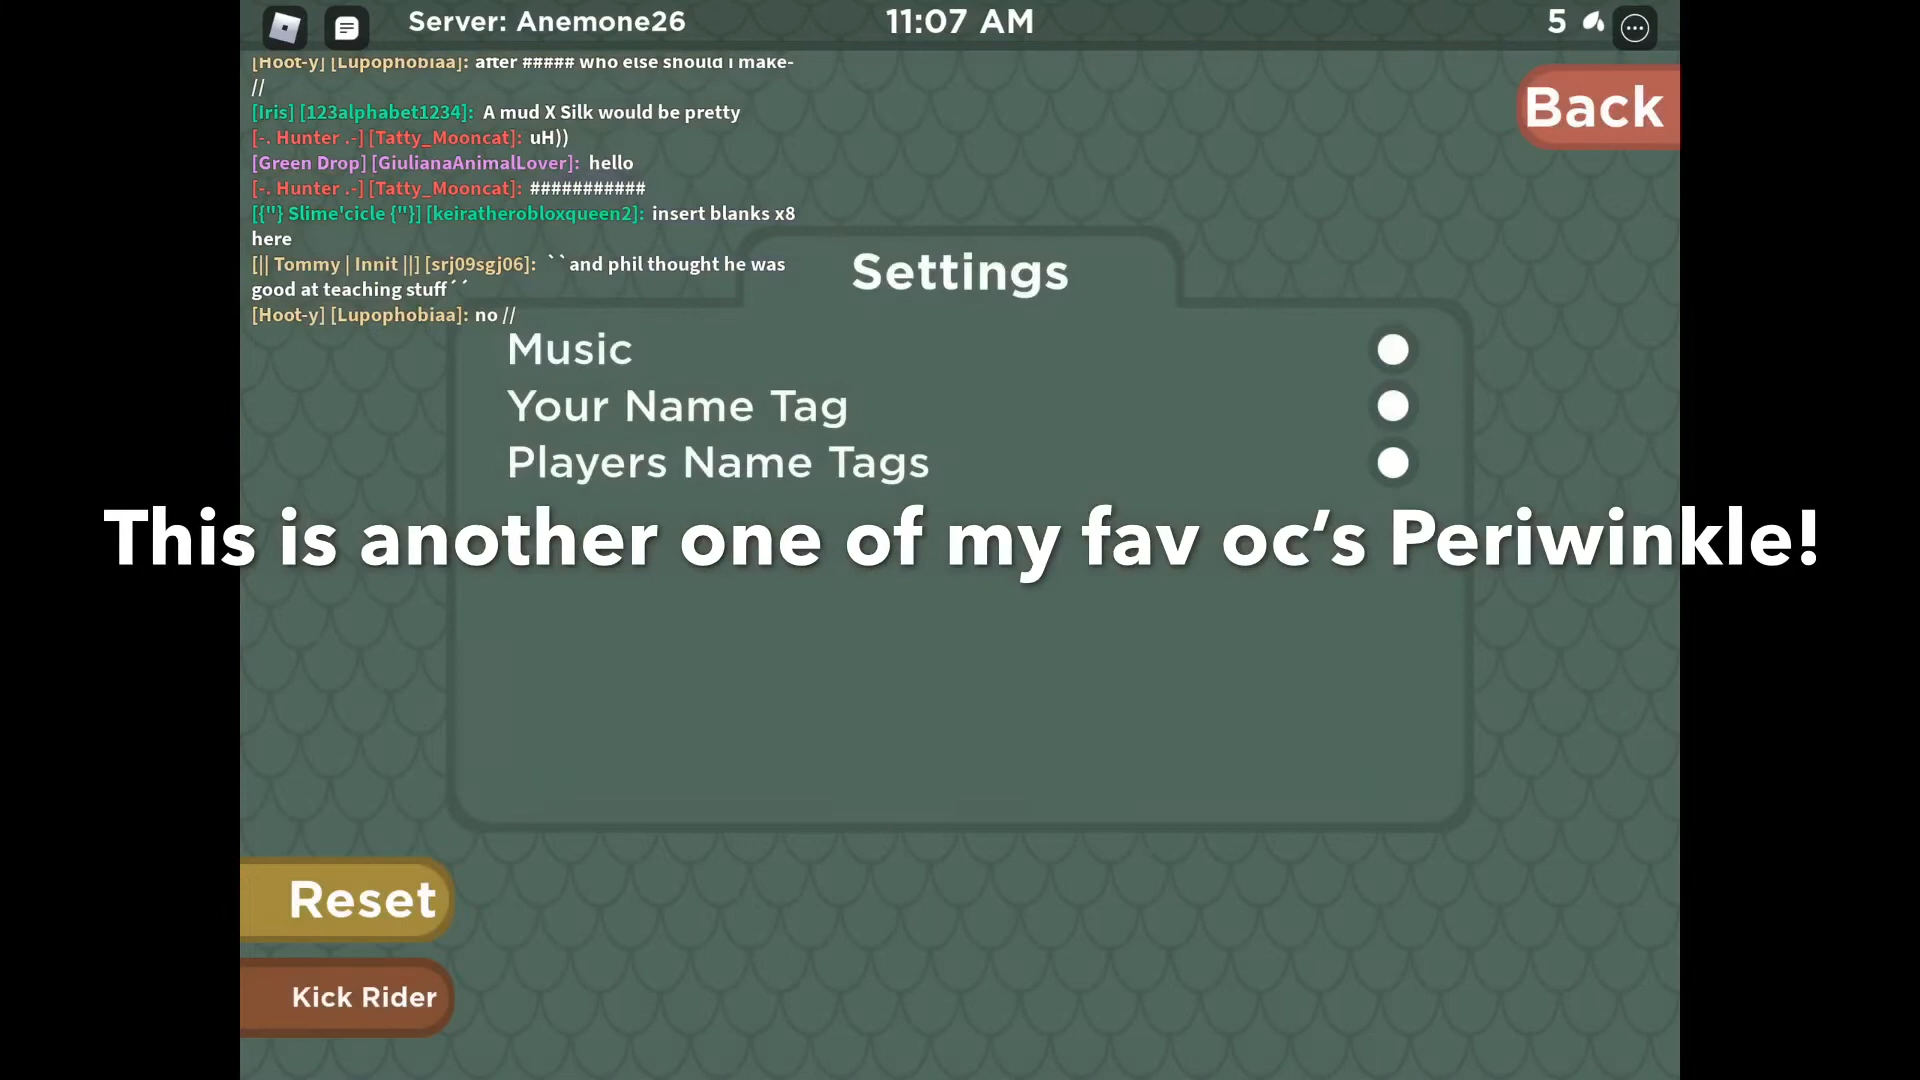 Server: Anemone26
11:07 AM
5
[Hoot-y] [Lupophobiaa]: after ##### who else should i make-
//
[Iris] [123alphabet1234]: A mud X Silk would be pretty
[-. Hunter .-] [Tatty_Mooncat]: uH))
[Green Drop] [GiulianaAnimalLover]: hello
[-. Hunter .-] [Tatty_Mooncat]: ###########
[{"} Slime'cicle {"}] [keiratherobloxqueen2]: insert blanks x8
here
[|| Tommy | Innit ||] [srj09sgj06]: ``and phil thought he was
good at teaching stuff´´
[Hoot-y] [Lupophobiaa]: no //
Back
Settings
Music
Your Name Tag
Players Name Tags
This is another one of my fav oc’s Periwinkle!
Reset
Kick Rider